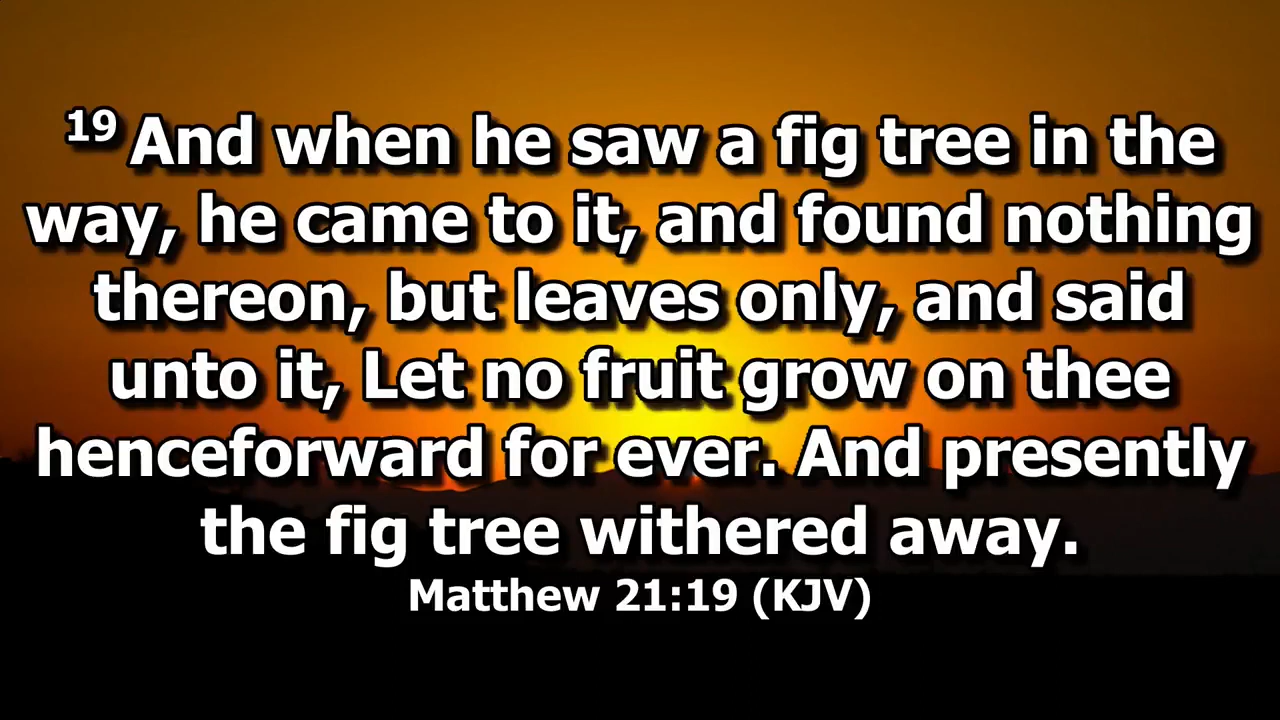 19 And when he saw a fig tree in the
way, he came to it, and found nothing
thereon, but leaves only, and said
unto it, Let no fruit grow on thee
henceforward for ever. And presently
the fig tree withered away.
Matthew 21:19 (KJV)